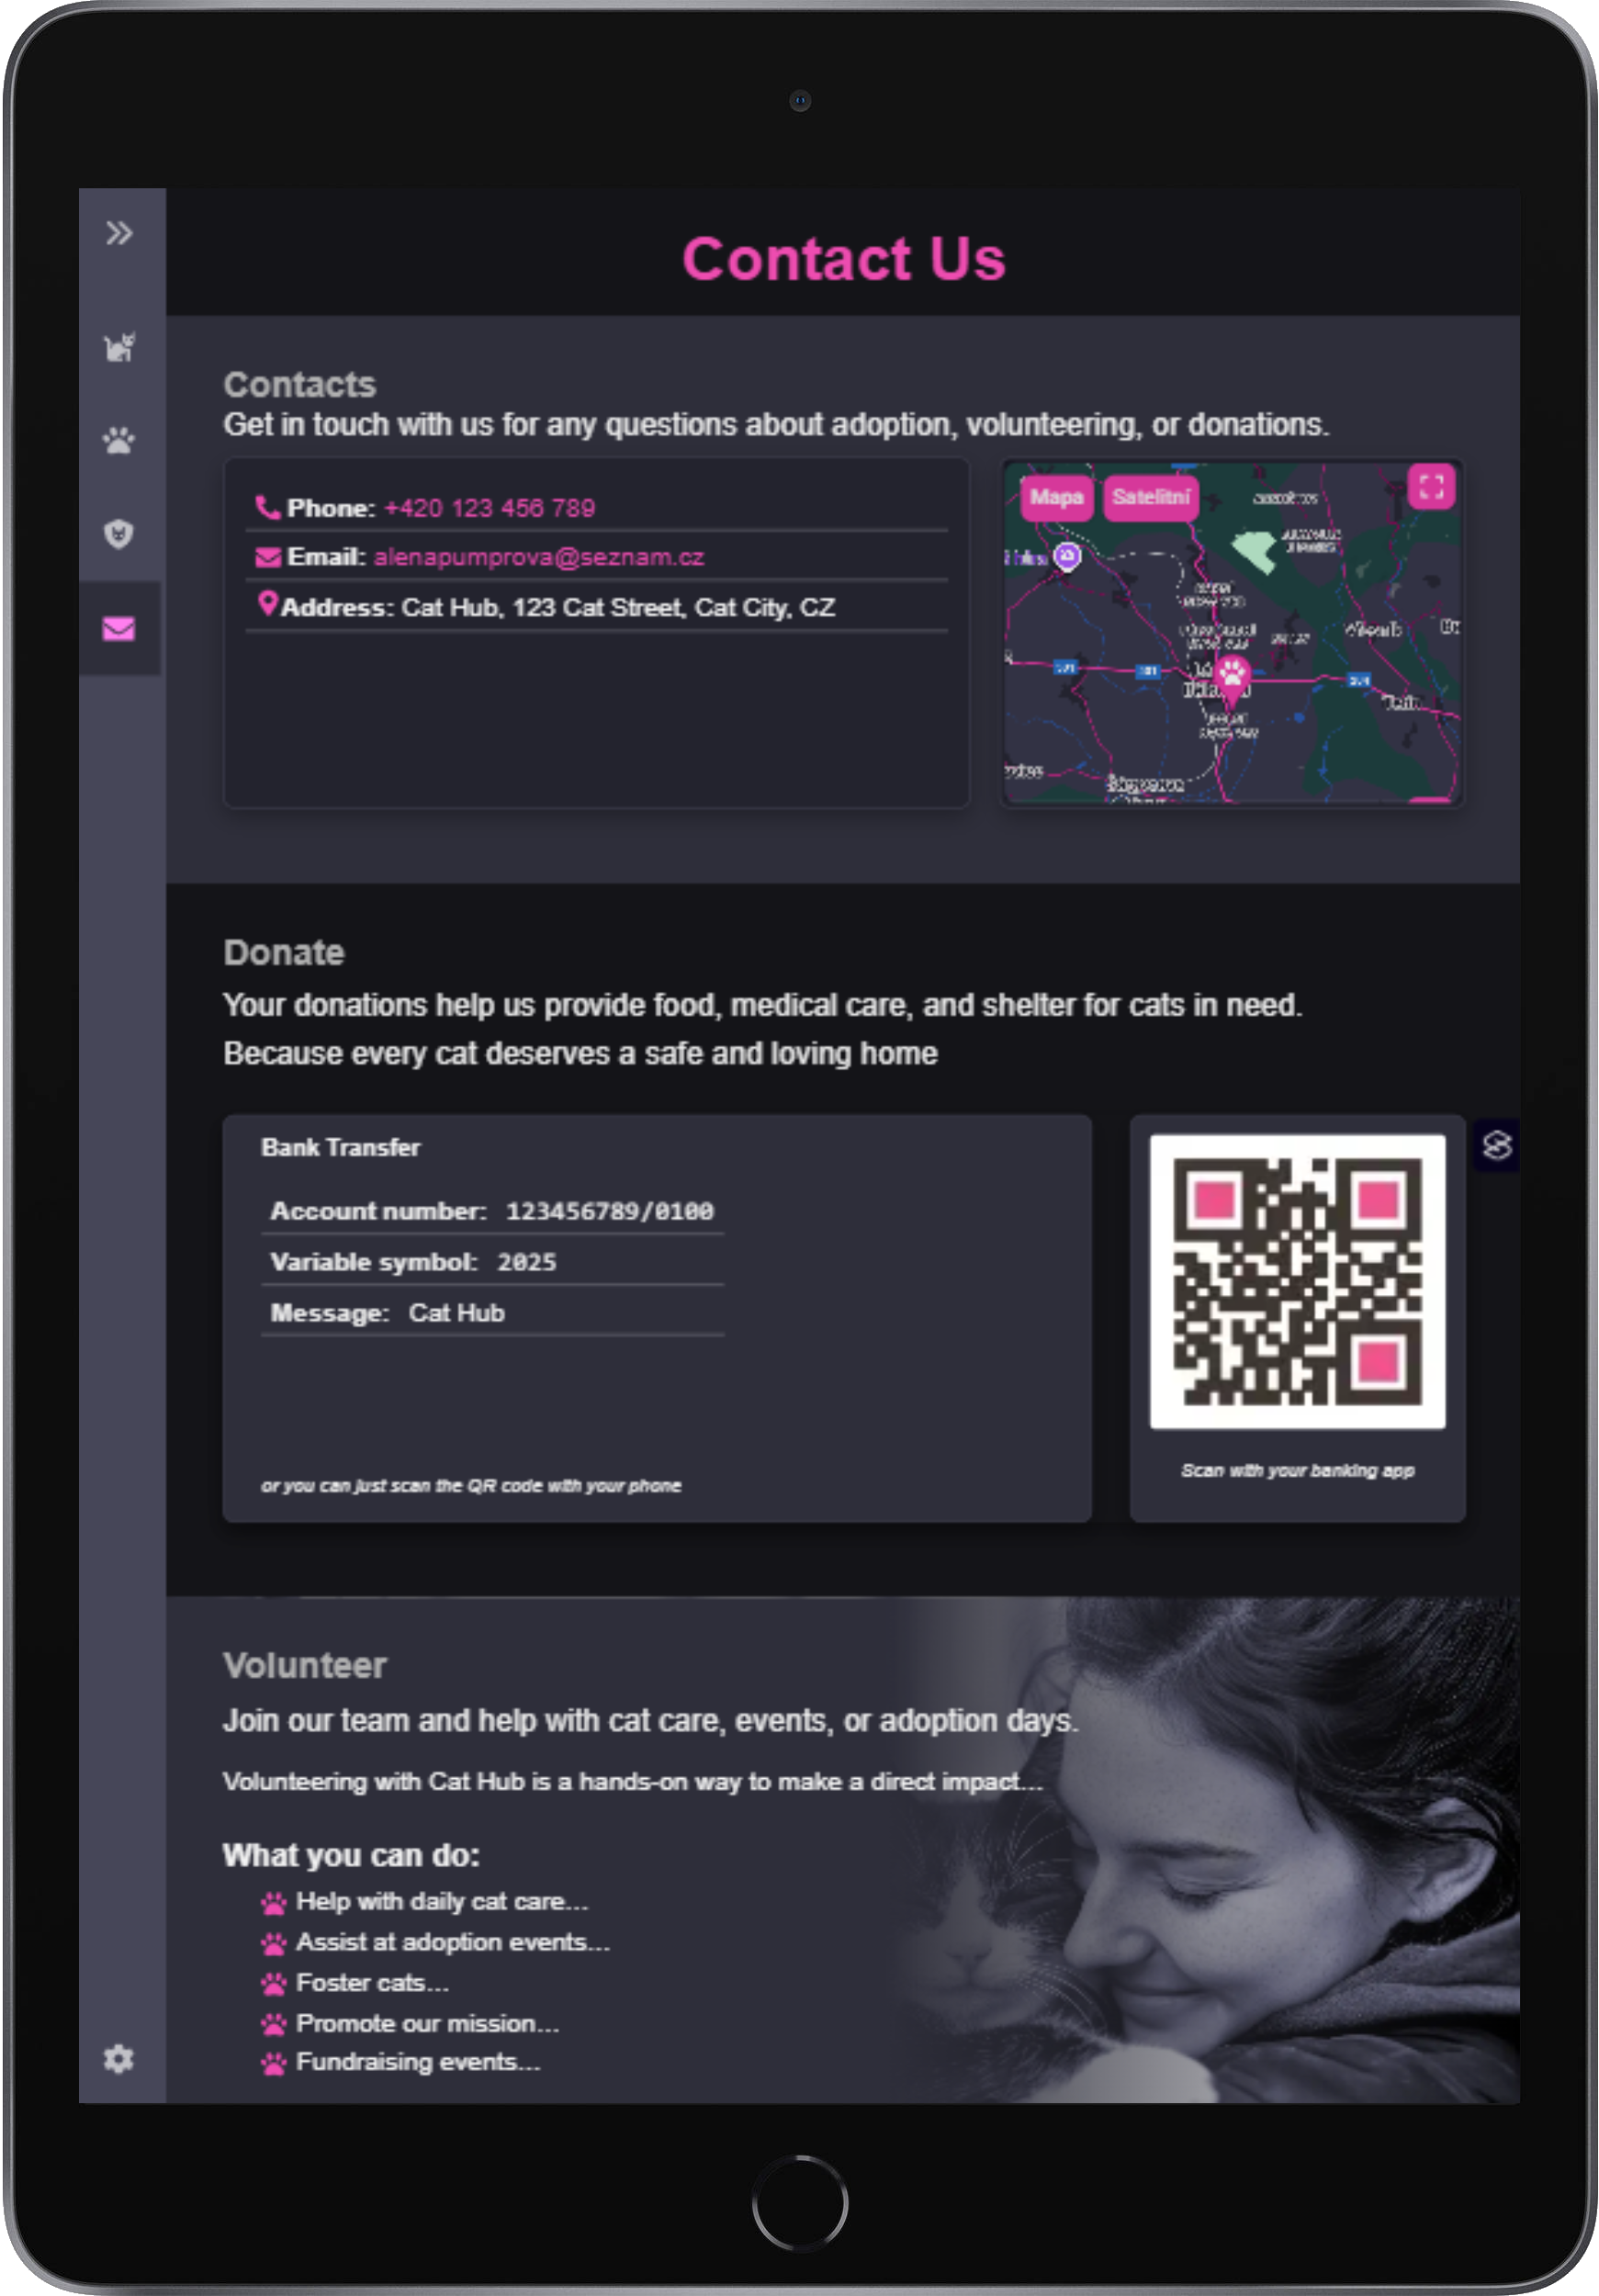 Contact Us
Contacts
Get in touch with us for any questions about adoption, volunteering, or donations.
Phone: +420 123 456 789
Email: alenapumprova@seznam.cz
Address: Cat Hub, 123 Cat Street, Cat City, CZ
Mapa Satelitní
Donate
Your donations help us provide food, medical care, and shelter for cats in need.
Because every cat deserves a safe and loving home
Bank Transfer
Account number: 123456789/0100
Variable symbol: 2025
Message: Cat Hub
or you can just scan the QR code with your phone
Scan with your banking app
Volunteer
Join our team and help with cat care, events, or adoption days.
Volunteering with Cat Hub is a hands-on way to make a direct impact...
What you can do:
Help with daily cat care...
Assist at adoption events...
Foster cats...
Promote our mission...
Fundraising events...